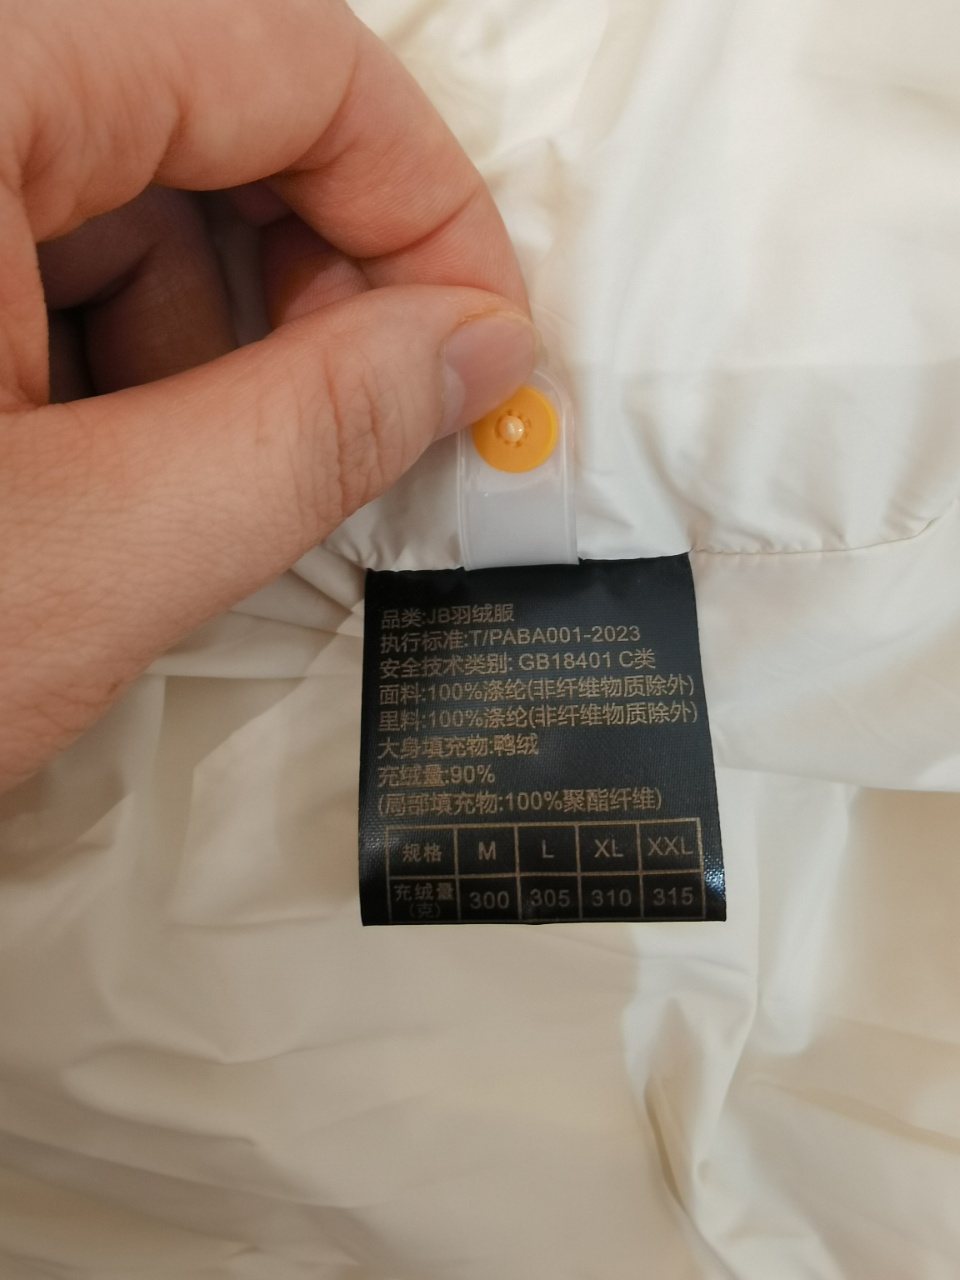 品类:JB羽绒服
执行标准:T/PABA001-2023
安全技术类别: GB18401 C类
面料:100%涤纶(非纤维物质除外)
里料:100%涤纶(非纤维物质除外)
大身填充物:鸭绒
充绒量:90%
(局部填充物:100%聚酯纤维)
规格 M L XL XXL
充绒量(克) 300 305 310 315